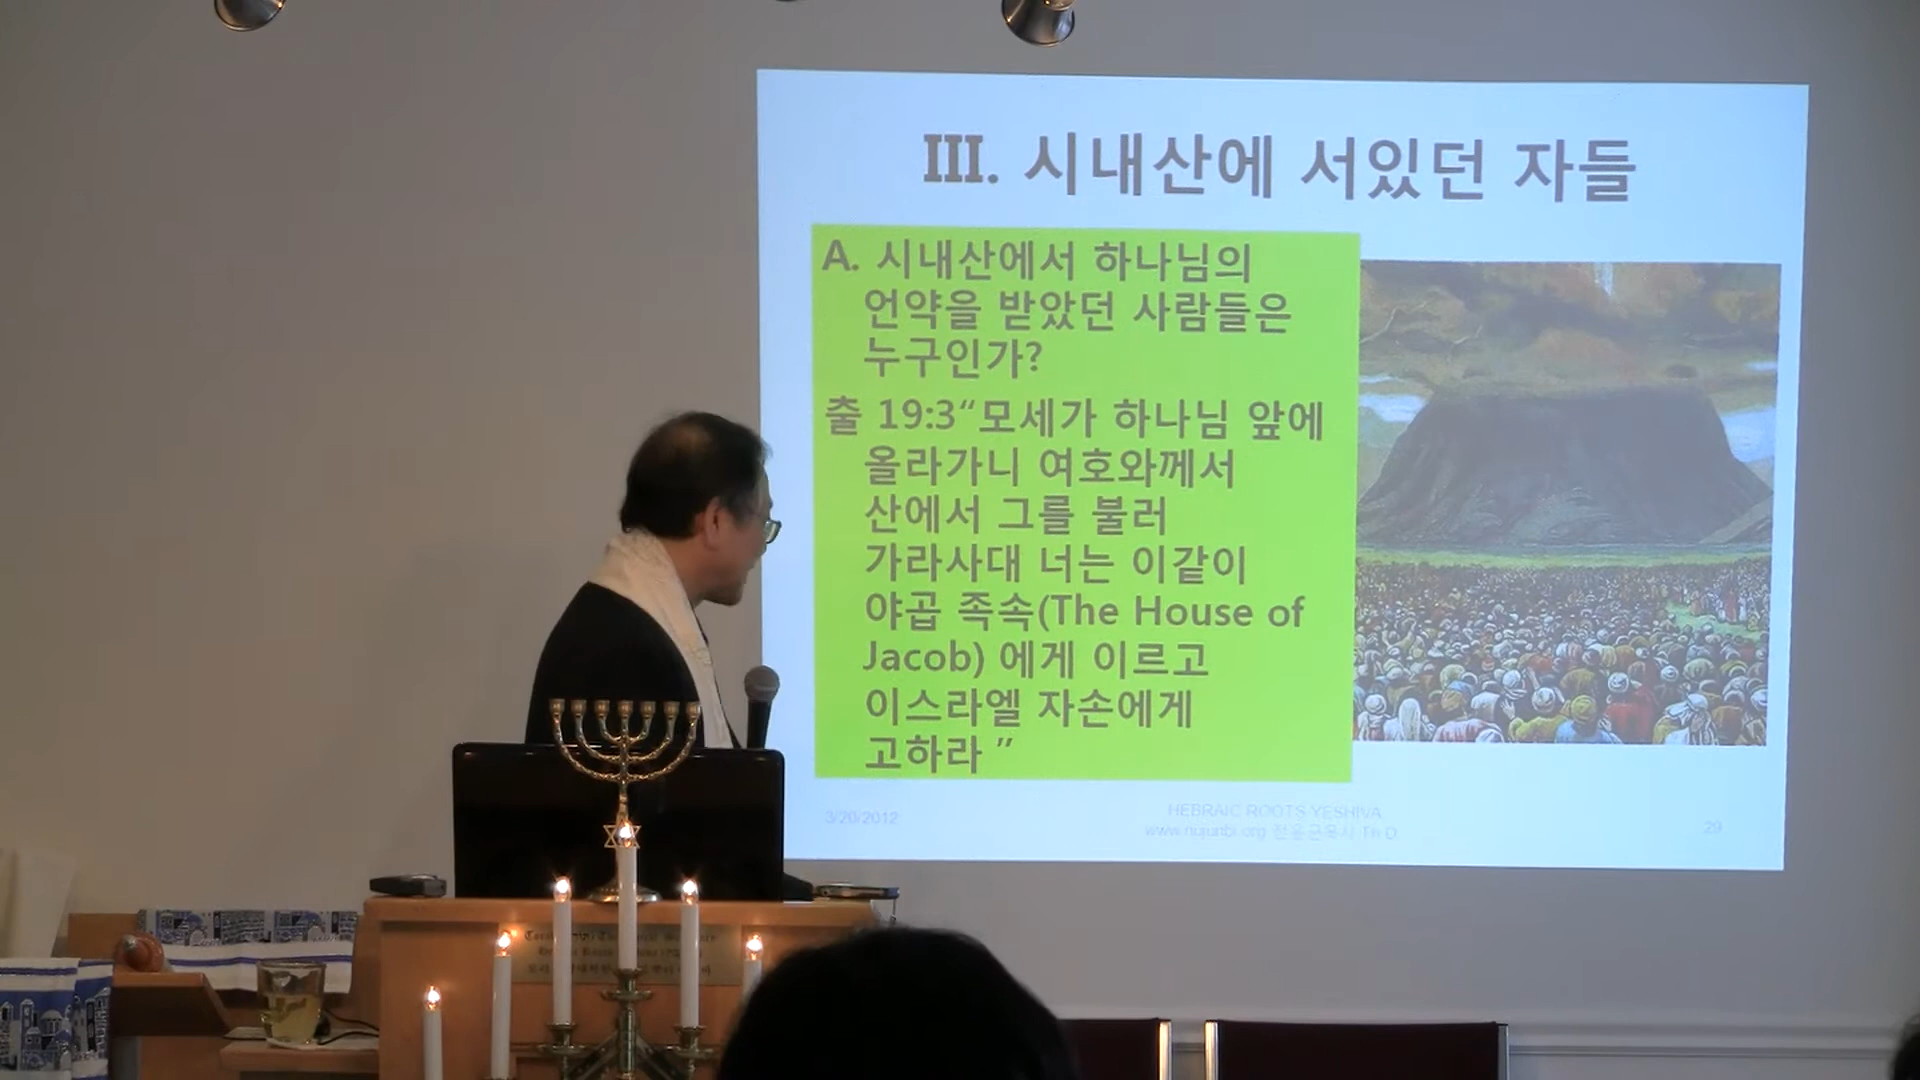 III. 시내산에 서있던 자들
A. 시내산에서 하나님의
언약을 받았던 사람들은
누구인가?
출 19:3“모세가 하나님 앞에
올라가니 여호와께서
산에서 그를 불러
가라사대 너는 이같이
야곱 족속(The House of
Jacob) 에게 이르고
이스라엘 자손에게
고하라 ”
3/20/2012
HEBRAIC ROOTS YESHIVA
29